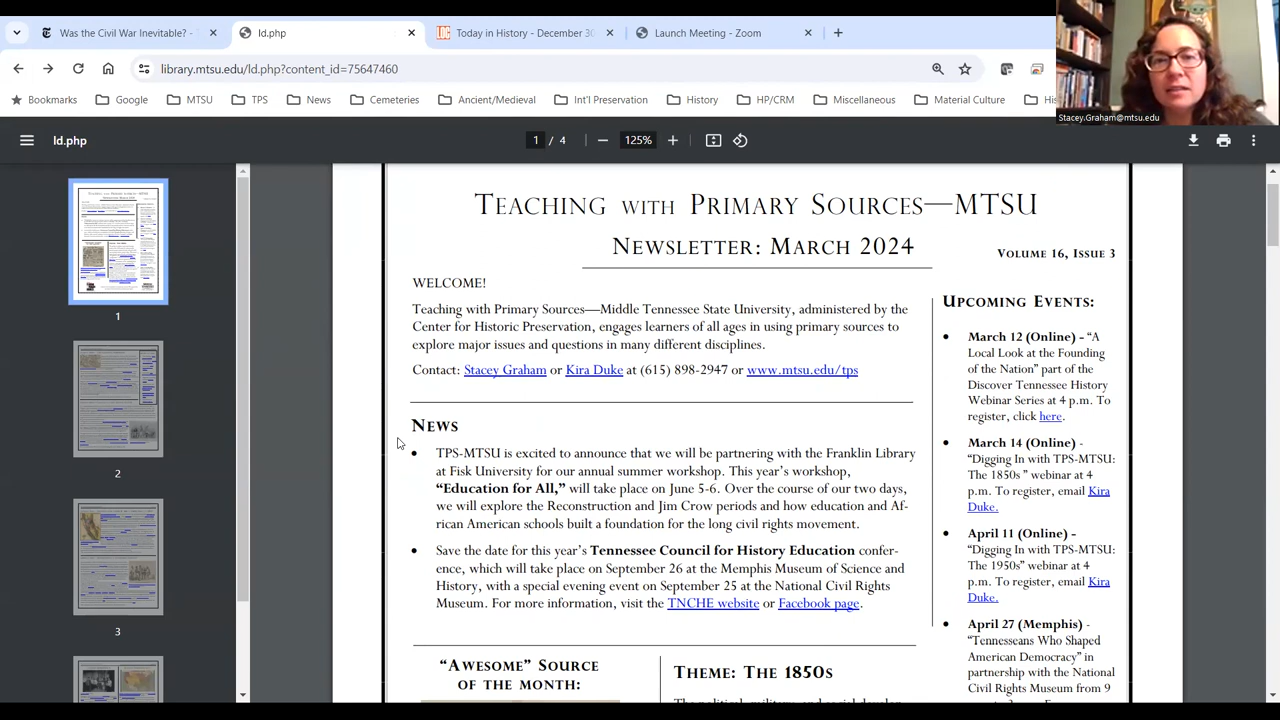 Was the Civil War Inevitable? -
ld.php
Today in History - December 30
Launch Meeting - Zoom
library.mtsu.edu/ld.php?content_id=75647460
Bookmarks
Google
MTSU
TPS
News
Cemeteries
Ancient/Medieval
Int'l Preservation
History
HP/CRM
Miscellaneous
Material Culture
His
Stacey.Graham@mtsu.edu
ld.php
1 / 4
125%
1
2
3
TEACHING WITH PRIMARY SOURCES—MTSU
NEWSLETTER: MARCH 2024
VOLUME 16, ISSUE 3
WELCOME!
Teaching with Primary Sources—Middle Tennessee State University, administered by the
Center for Historic Preservation, engages learners of all ages in using primary sources to
explore major issues and questions in many different disciplines.
Contact: Stacey Graham or Kira Duke at (615) 898-2947 or www.mtsu.edu/tps
NEWS
• TPS-MTSU is excited to announce that we will be partnering with the Franklin Library
at Fisk University for our annual summer workshop. This year's workshop,
"Education for All," will take place on June 5-6. Over the course of our two days,
we will explore the Reconstruction and Jim Crow periods and how education and Af-
rican American schools built a foundation for the long civil rights movement.
• Save the date for this year's Tennessee Council for History Education confer-
ence, which will take place on September 26 at the Memphis Museum of Science and
History, with a special evening event on September 25 at the National Civil Rights
Museum. For more information, visit the TNCHE website or Facebook page.
"AWESOME" SOURCE
OF THE MONTH:
THEME: THE 1850S
UPCOMING EVENTS:
• March 12 (Online) - "A
Local Look at the Founding
of the Nation" part of the
Discover Tennessee History
Webinar Series at 4 p.m. To
register, click here.
• March 14 (Online) -
"Digging In with TPS-MTSU:
The 1850s " webinar at 4
p.m. To register, email Kira
Duke.
• April 11 (Online) –
"Digging In with TPS-MTSU:
The 1950s" webinar at 4
p.m. To register, email Kira
Duke.
• April 27 (Memphis) -
"Tennesseans Who Shaped
American Democracy" in
partnership with the National
Civil Rights Museum from 9